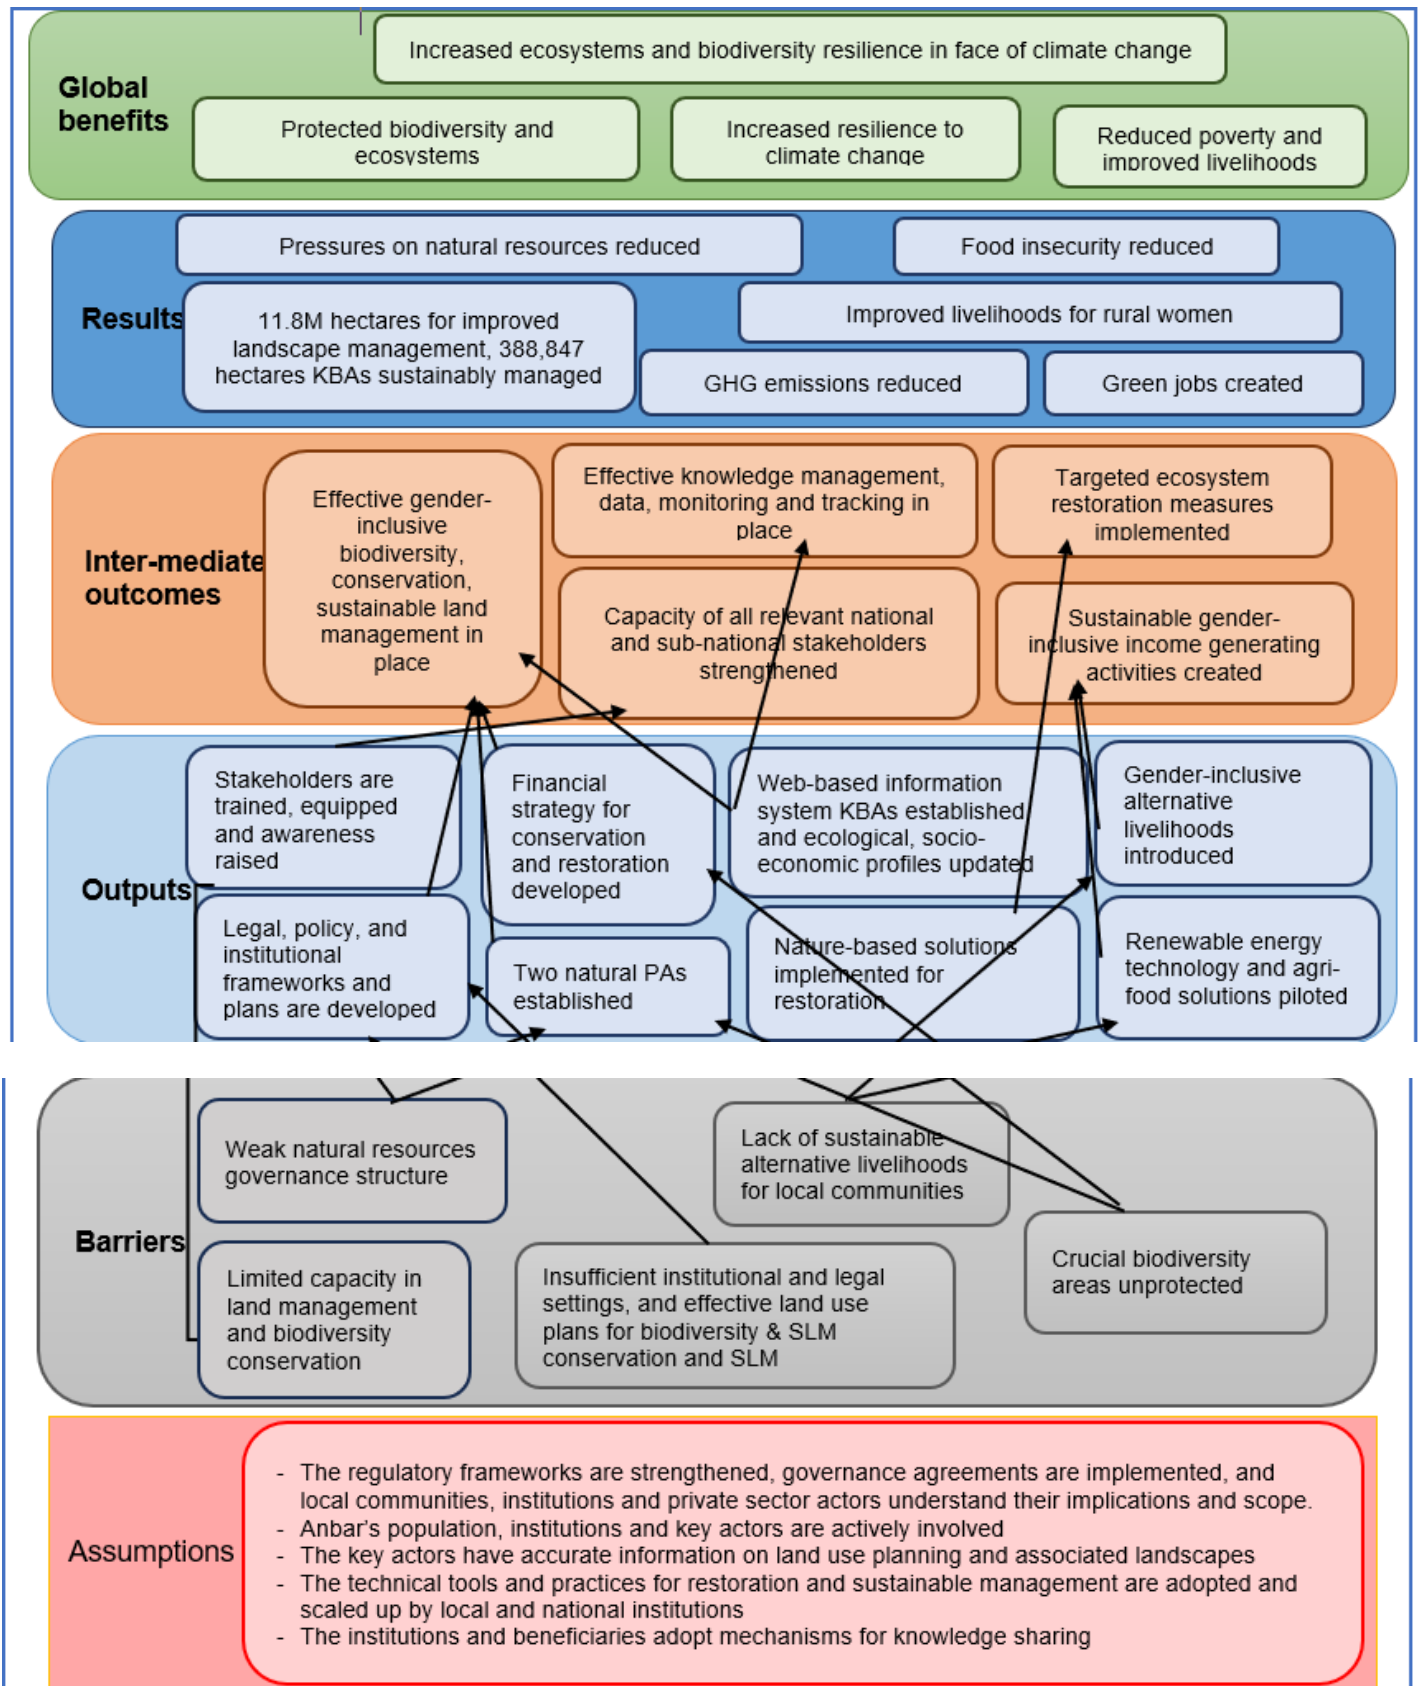 Increased ecosystems and biodiversity resilience in face of climate change
Global
benefits
Protected biodiversity and
ecosystems
Increased resilience to
climate change
Reduced poverty and
improved livelihoods
Pressures on natural resources reduced
Food insecurity reduced
Results
11.8M hectares for improved
landscape management, 388,847
hectares KBAs sustainably managed
Improved livelihoods for rural women
GHG emissions reduced
Green jobs created
Inter-mediate
outcomes
Effective gender-
inclusive
biodiversity,
conservation,
sustainable land
management in
place
Effective knowledge management,
data, monitoring and tracking in
place
Targeted ecosystem
restoration measures
implemented
Capacity of all relevant national
and sub-national stakeholders
strengthened
Sustainable gender-
inclusive income generating
activities created
Outputs
Stakeholders are
trained, equipped
and awareness
raised
Financial
strategy for
conservation
and restoration
developed
Web-based information
system KBAs established
and ecological, socio-
economic profiles updated
Gender-inclusive
alternative
livelihoods
introduced
Legal, policy, and
institutional
frameworks and
plans are developed
Two natural PAs
established
Nature-based solutions
implemented for
restoration
Renewable energy
technology and agri-
food solutions piloted
Barriers
Weak natural resources
governance structure
Lack of sustainable
alternative livelihoods
for local communities
Limited capacity in
land management
and biodiversity
conservation
Insufficient institutional and legal
settings, and effective land use
plans for biodiversity & SLM
conservation and SLM
Crucial biodiversity
areas unprotected
Assumptions
- The regulatory frameworks are strengthened, governance agreements are implemented, and
local communities, institutions and private sector actors understand their implications and scope.
- Anbar's population, institutions and key actors are actively involved
- The key actors have accurate information on land use planning and associated landscapes
- The technical tools and practices for restoration and sustainable management are adopted and
scaled up by local and national institutions
- The institutions and beneficiaries adopt mechanisms for knowledge sharing